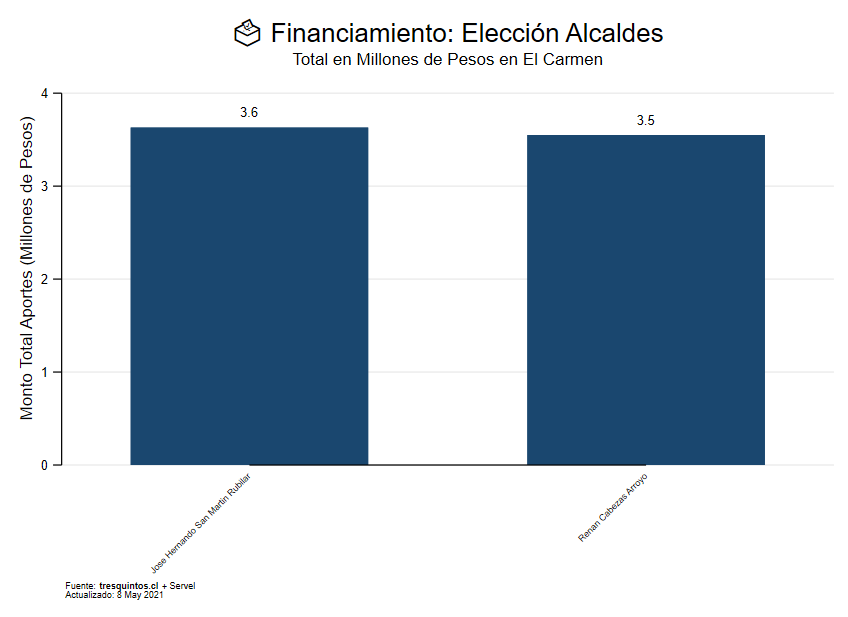 Financiamiento: Elección Alcaldes
Total en Millones de Pesos en El Carmen
Monto Total Aportes (Millones de Pesos)
4
3
2
1
0
3.6
3.5
Jose Hernando San Martin Rubilar
Renan Cabezas Arroyo
Fuente: tresquintos.cl + Servel
Actualizado: 8 May 2021